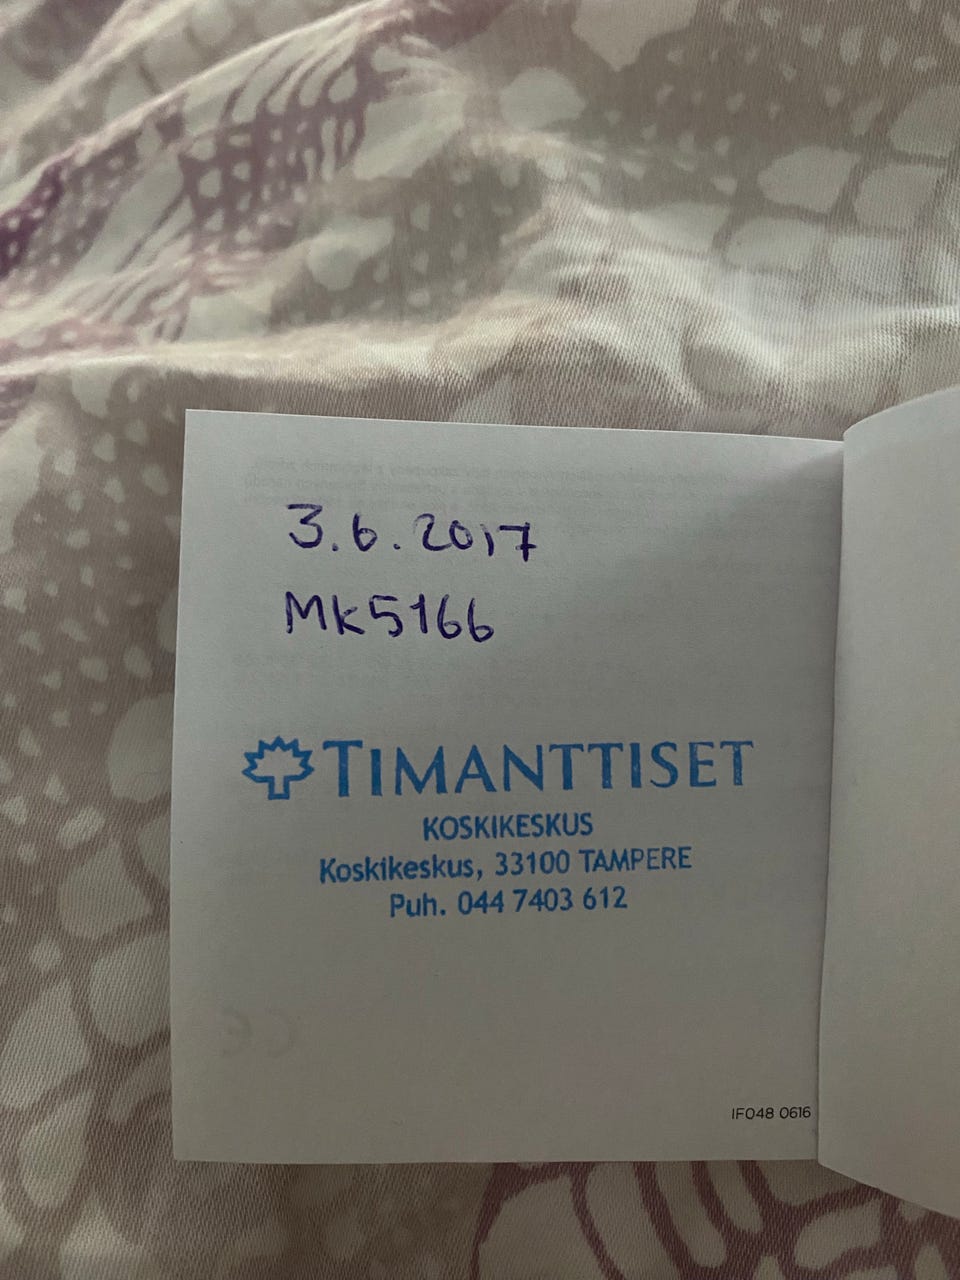 3.6.2017
MK5166
TIMANTTISET
KOSKIKESKUS
Koskikeskus, 33100 TAMPERE
Puh. 044 7403 612
IF048 0616